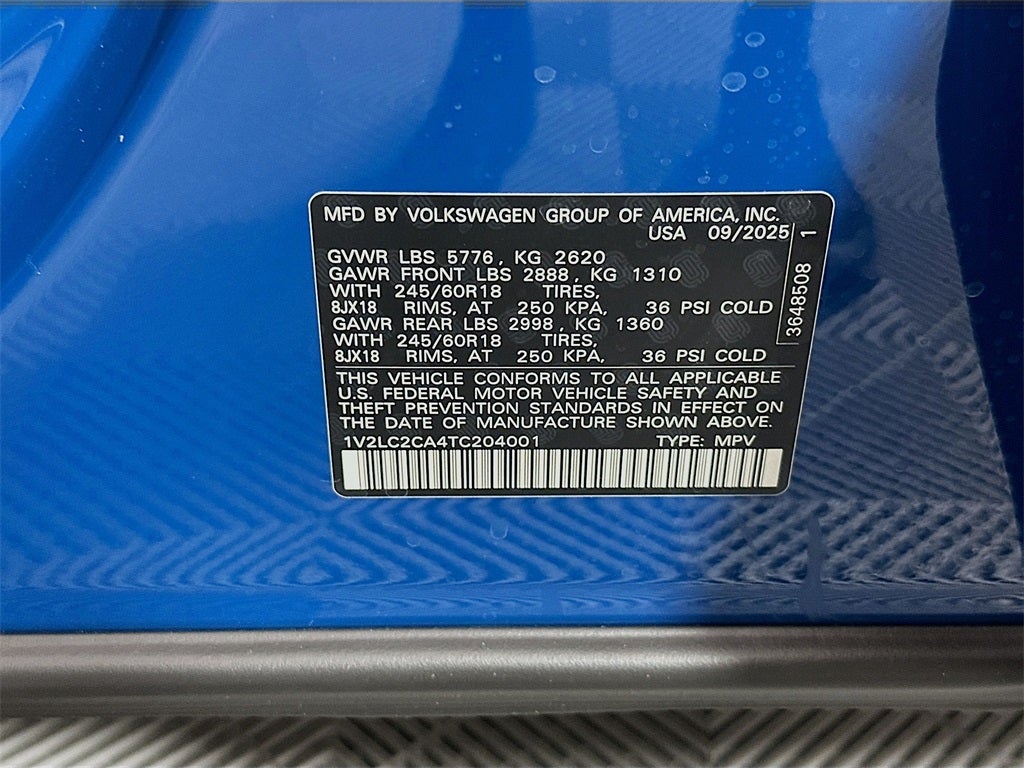 MFD BY VOLKSWAGEN GROUP OF AMERICA, INC.
USA 09/2025
GVWR LBS 5776, KG 2620
GAWR FRONT LBS 2888, KG 1310
WITH 245/60R18 TIRES,
8JX18 RIMS, AT 250 KPA, 36 PSI COLD
GAWR REAR LBS 2998, KG 1360
WITH 245/60R18 TIRES,
8JX18 RIMS, AT 250 KPA, 36 PSI COLD
3648508 1
THIS VEHICLE CONFORMS TO ALL APPLICABLE
U.S. FEDERAL MOTOR VEHICLE SAFETY AND
THEFT PREVENTION STANDARDS IN EFFECT ON
THE DATE OF MANUFACTURE SHOWN ABOVE.
1V2LC2CA4TC204001 TYPE: MPV